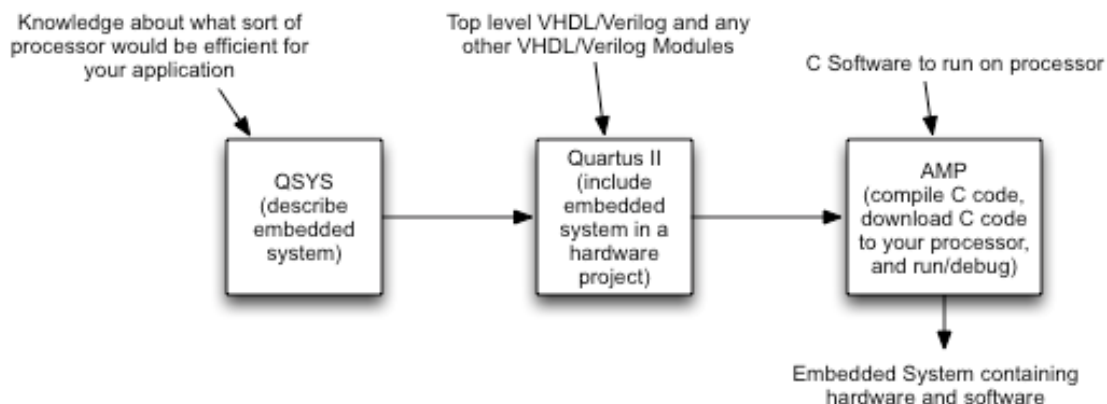 Knowledge about what sort of
processor would be efficient for
your application
Top level VHDL/Verilog and any
other VHDL/Verilog Modules
C Software to run on processor
QSYS
(describe
embedded
system)
Quartus II
(include
embedded
system in a
hardware
project)
AMP
(compile C code,
download C code
to your processor,
and run/debug)
Embedded System containing
hardware and software